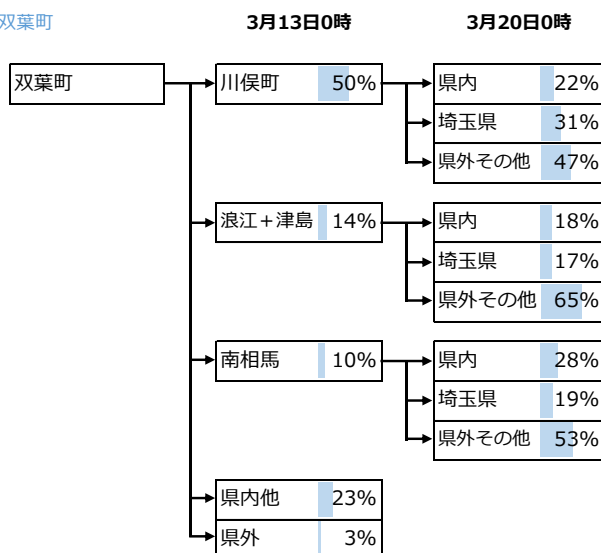 双葉町 3月13日0時 3月20日0時
双葉町 川俣町 50% 県内 22%
埼玉県 31%
県外その他 47%
浪江＋津島 14% 県内 18%
埼玉県 17%
県外その他 65%
南相馬 10% 県内 28%
埼玉県 19%
県外その他 53%
県内他 23%
県外 3%